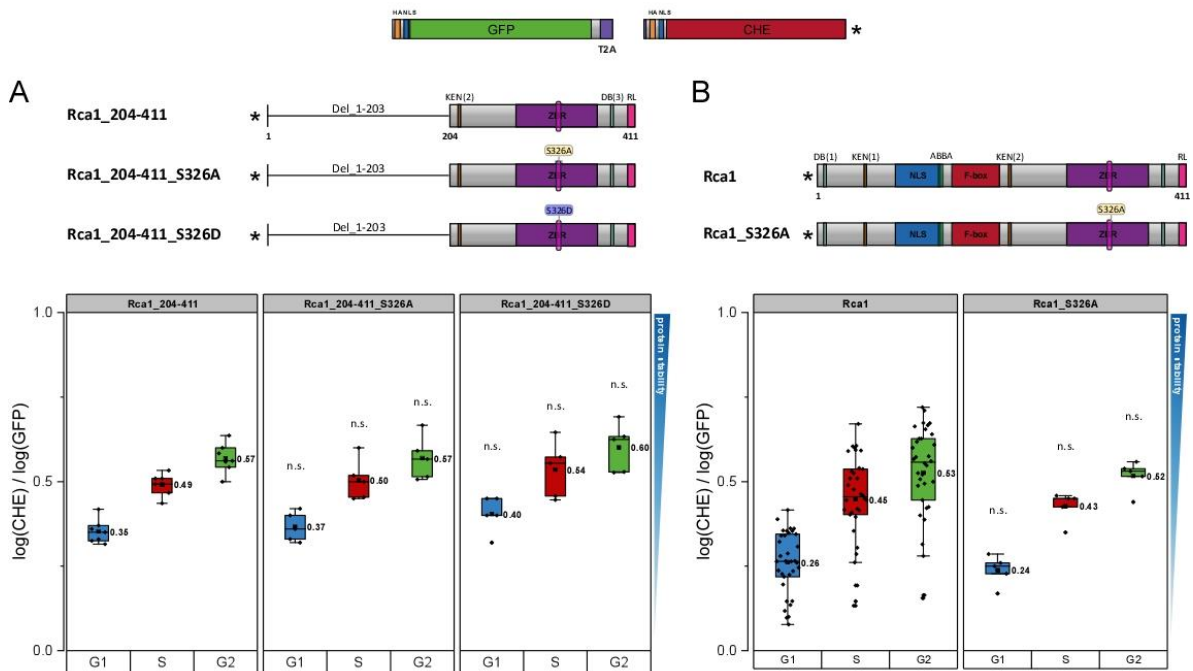 HA NLS
GFP
T2A
HA NLS
CHE
*
A
Rca1_204-411
*
Del_1-203
KEN(2)
ZBR
DB(3)
RL
1
204
411
Rca1_204-411_S326A
*
Del_1-203
S326A
ZBR
Rca1_204-411_S326D
*
Del_1-203
S326D
ZBR
B
Rca1
*
DB(1)
KEN(1)
NLS
ABBA
F-box
KEN(2)
ZBR
RL
1
411
Rca1_S326A
*
NLS
F-box
S326A
ZBR
log(CHE) / log(GFP)
1.0
0.5
0.0
Rca1_204-411
0.35
0.49
0.57
G1 S G2
Rca1_204-411_S326A
n.s.
n.s.
n.s.
0.37
0.50
0.57
G1 S G2
Rca1_204-411_S326D
n.s.
n.s.
n.s.
0.40
0.54
0.60
G1 S G2
protein stability
log(CHE) / log(GFP)
1.0
0.5
0.0
Rca1
0.26
0.45
0.53
G1 S G2
Rca1_S326A
n.s.
n.s.
n.s.
0.24
0.43
0.52
G1 S G2
protein stability